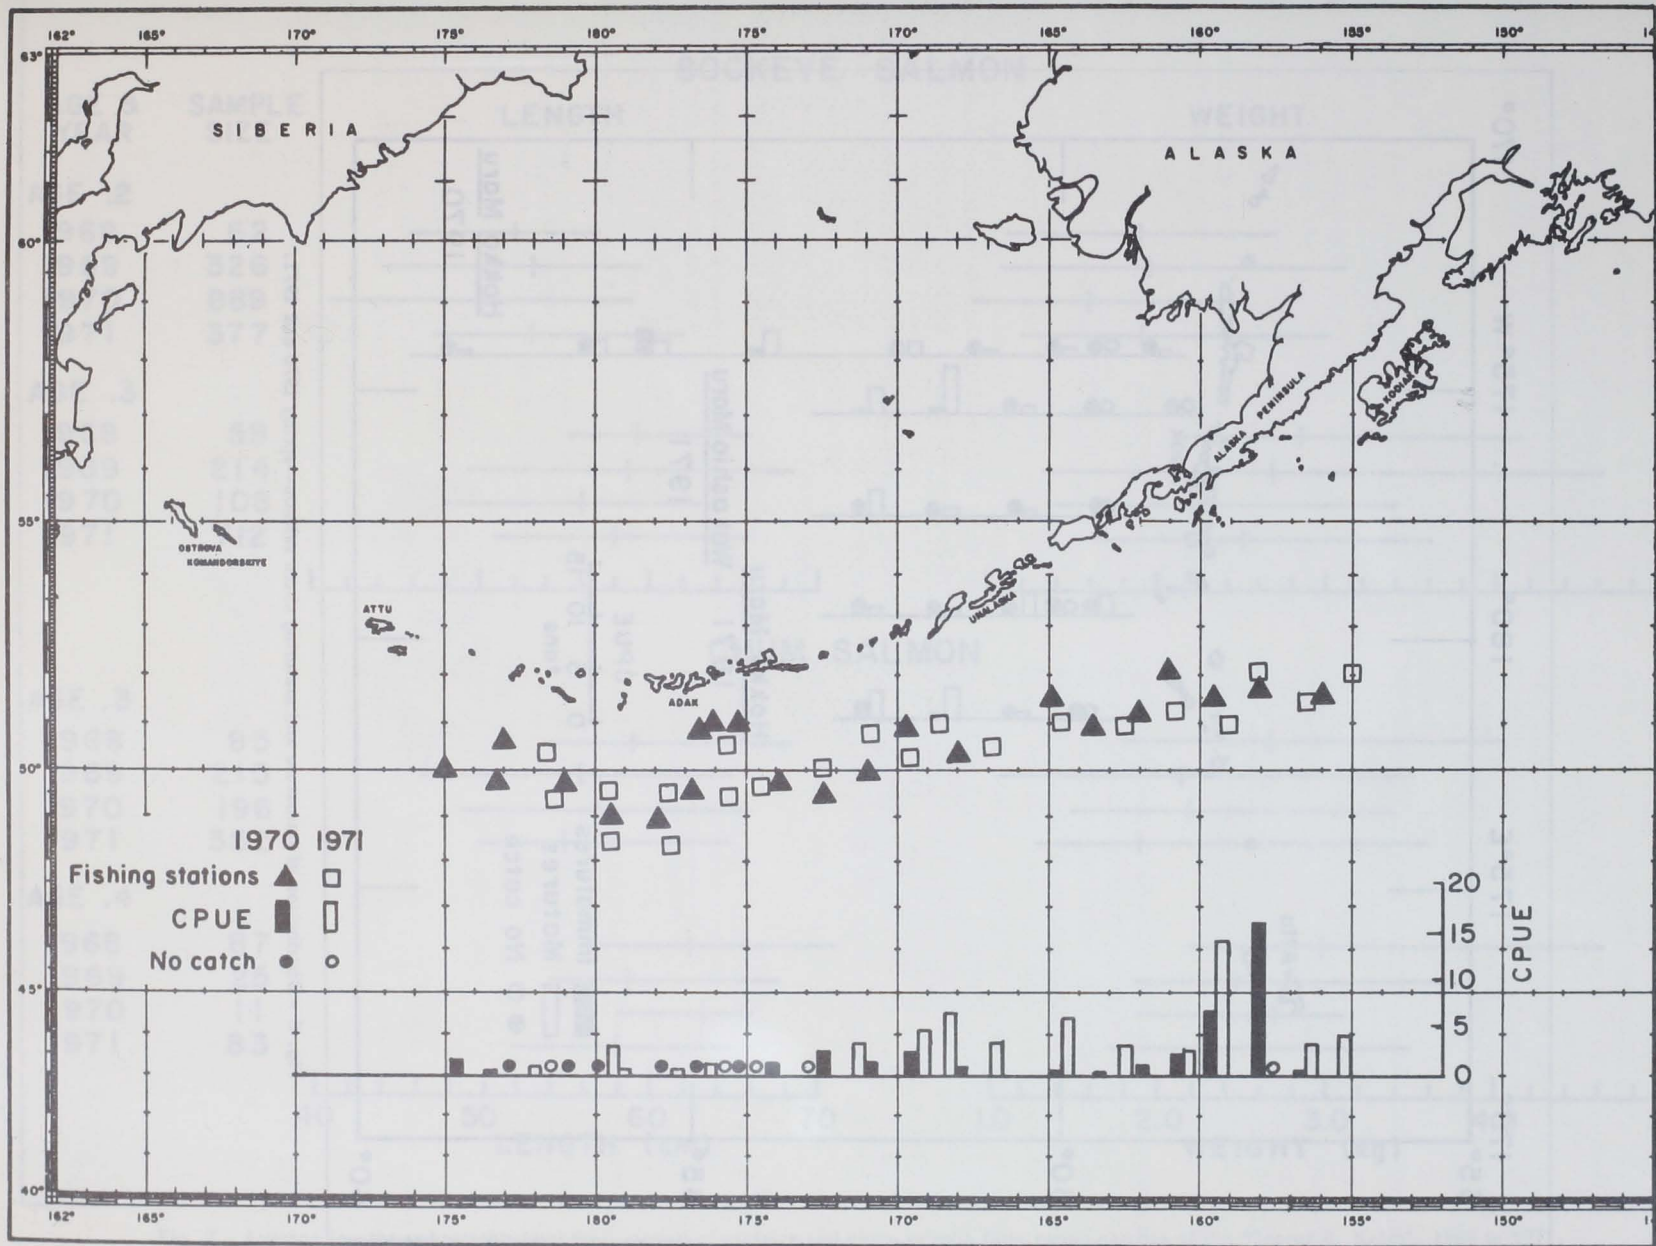 162° 165° 170° 175° 180° 175° 170° 165° 160° 155° 150°
63°
SIBERIA
ALASKA
60°
ALASKA PENINSULA
KODIAK
55°
OSTROVA
KOMANDORSKIYE
ATTU
UNALASKA
ADAK
50°
1970 1971
Fishing stations
CPUE
No catch
20
15
10
5
0
CPUE
45°
40°
162° 165° 170° 175° 180° 175° 170° 165° 160° 155° 150°